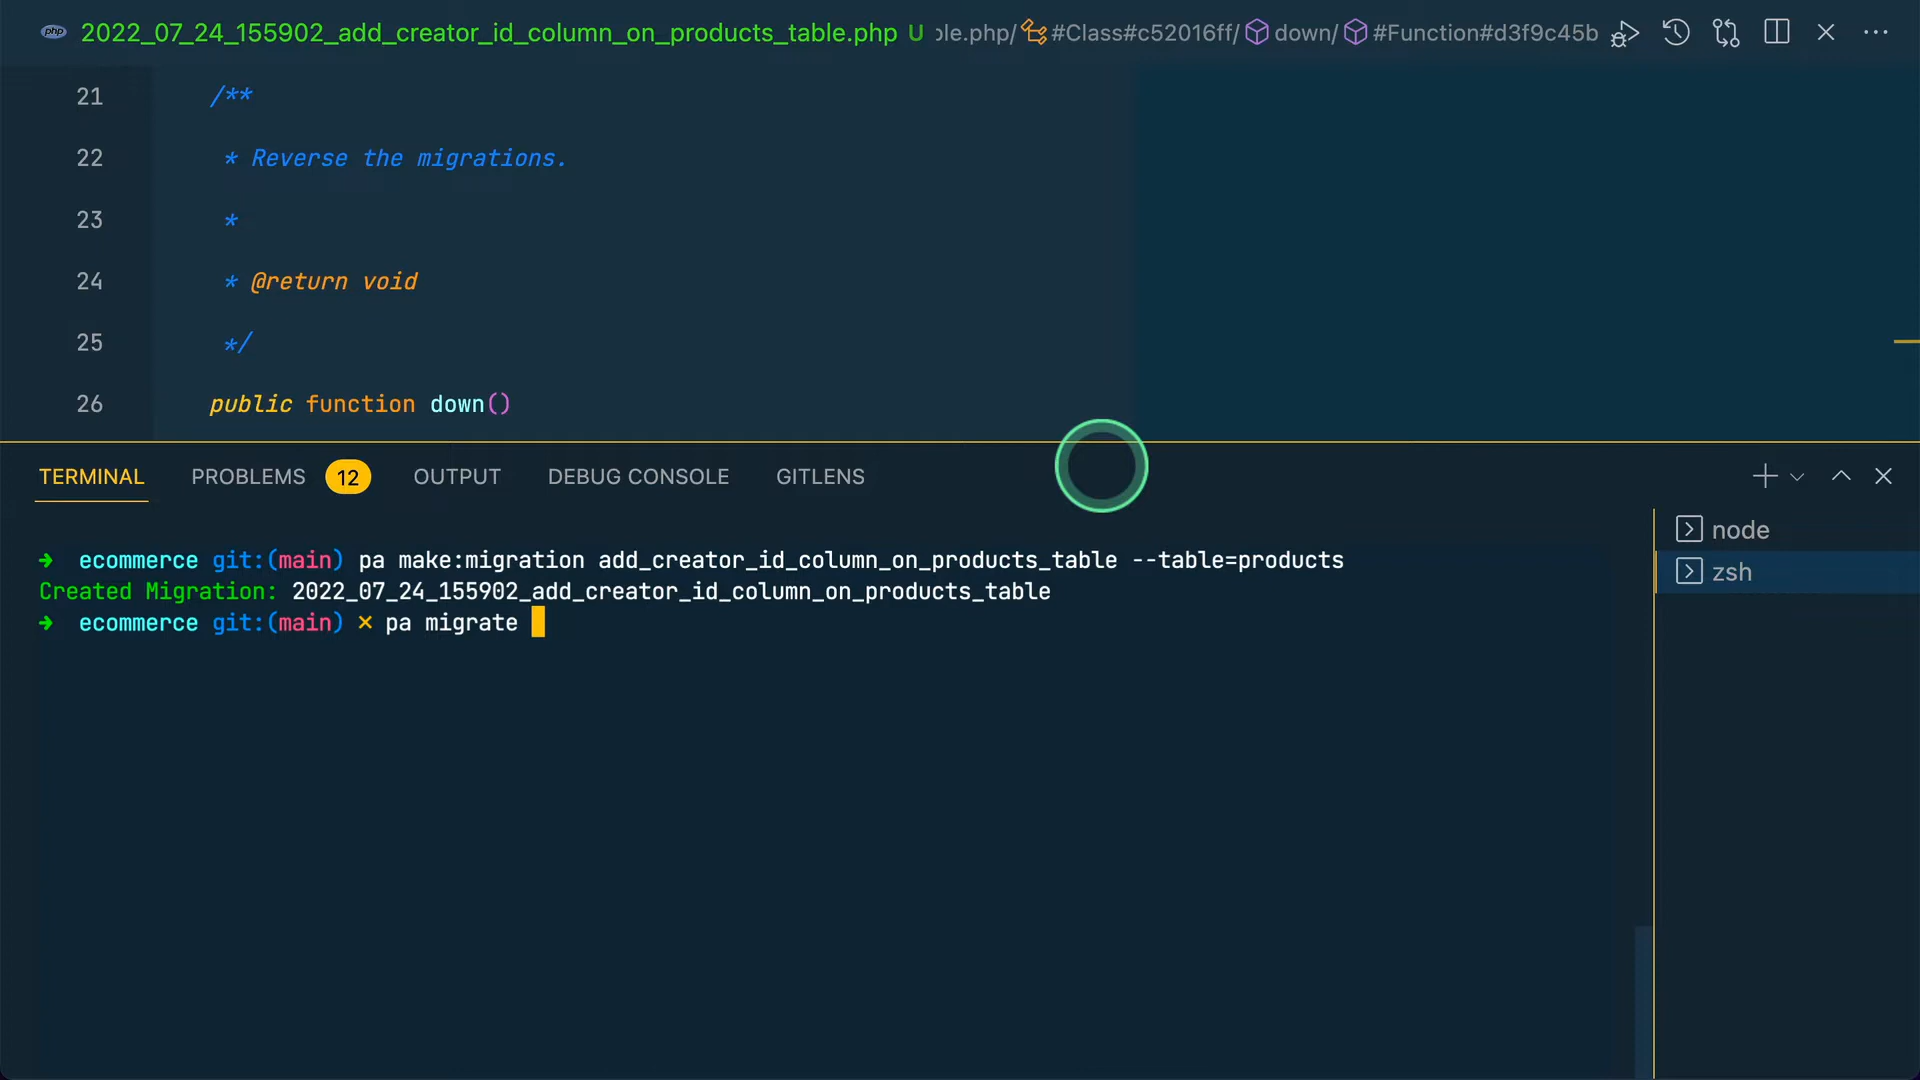 php 2022_07_24_155902_add_creator_id_column_on_products_table.php U ble.php/ #Class#c52016ff/ down/ #Function#d3f9c45b
21 /**
22 * Reverse the migrations.
23 *
24 * @return void
25 */
26 public function down()
TERMINAL PROBLEMS 12 OUTPUT DEBUG CONSOLE GITLENS
node
zsh
➜ ecommerce git:(main) pa make:migration add_creator_id_column_on_products_table --table=products
Created Migration: 2022_07_24_155902_add_creator_id_column_on_products_table
➜ ecommerce git:(main) ✗ pa migrate